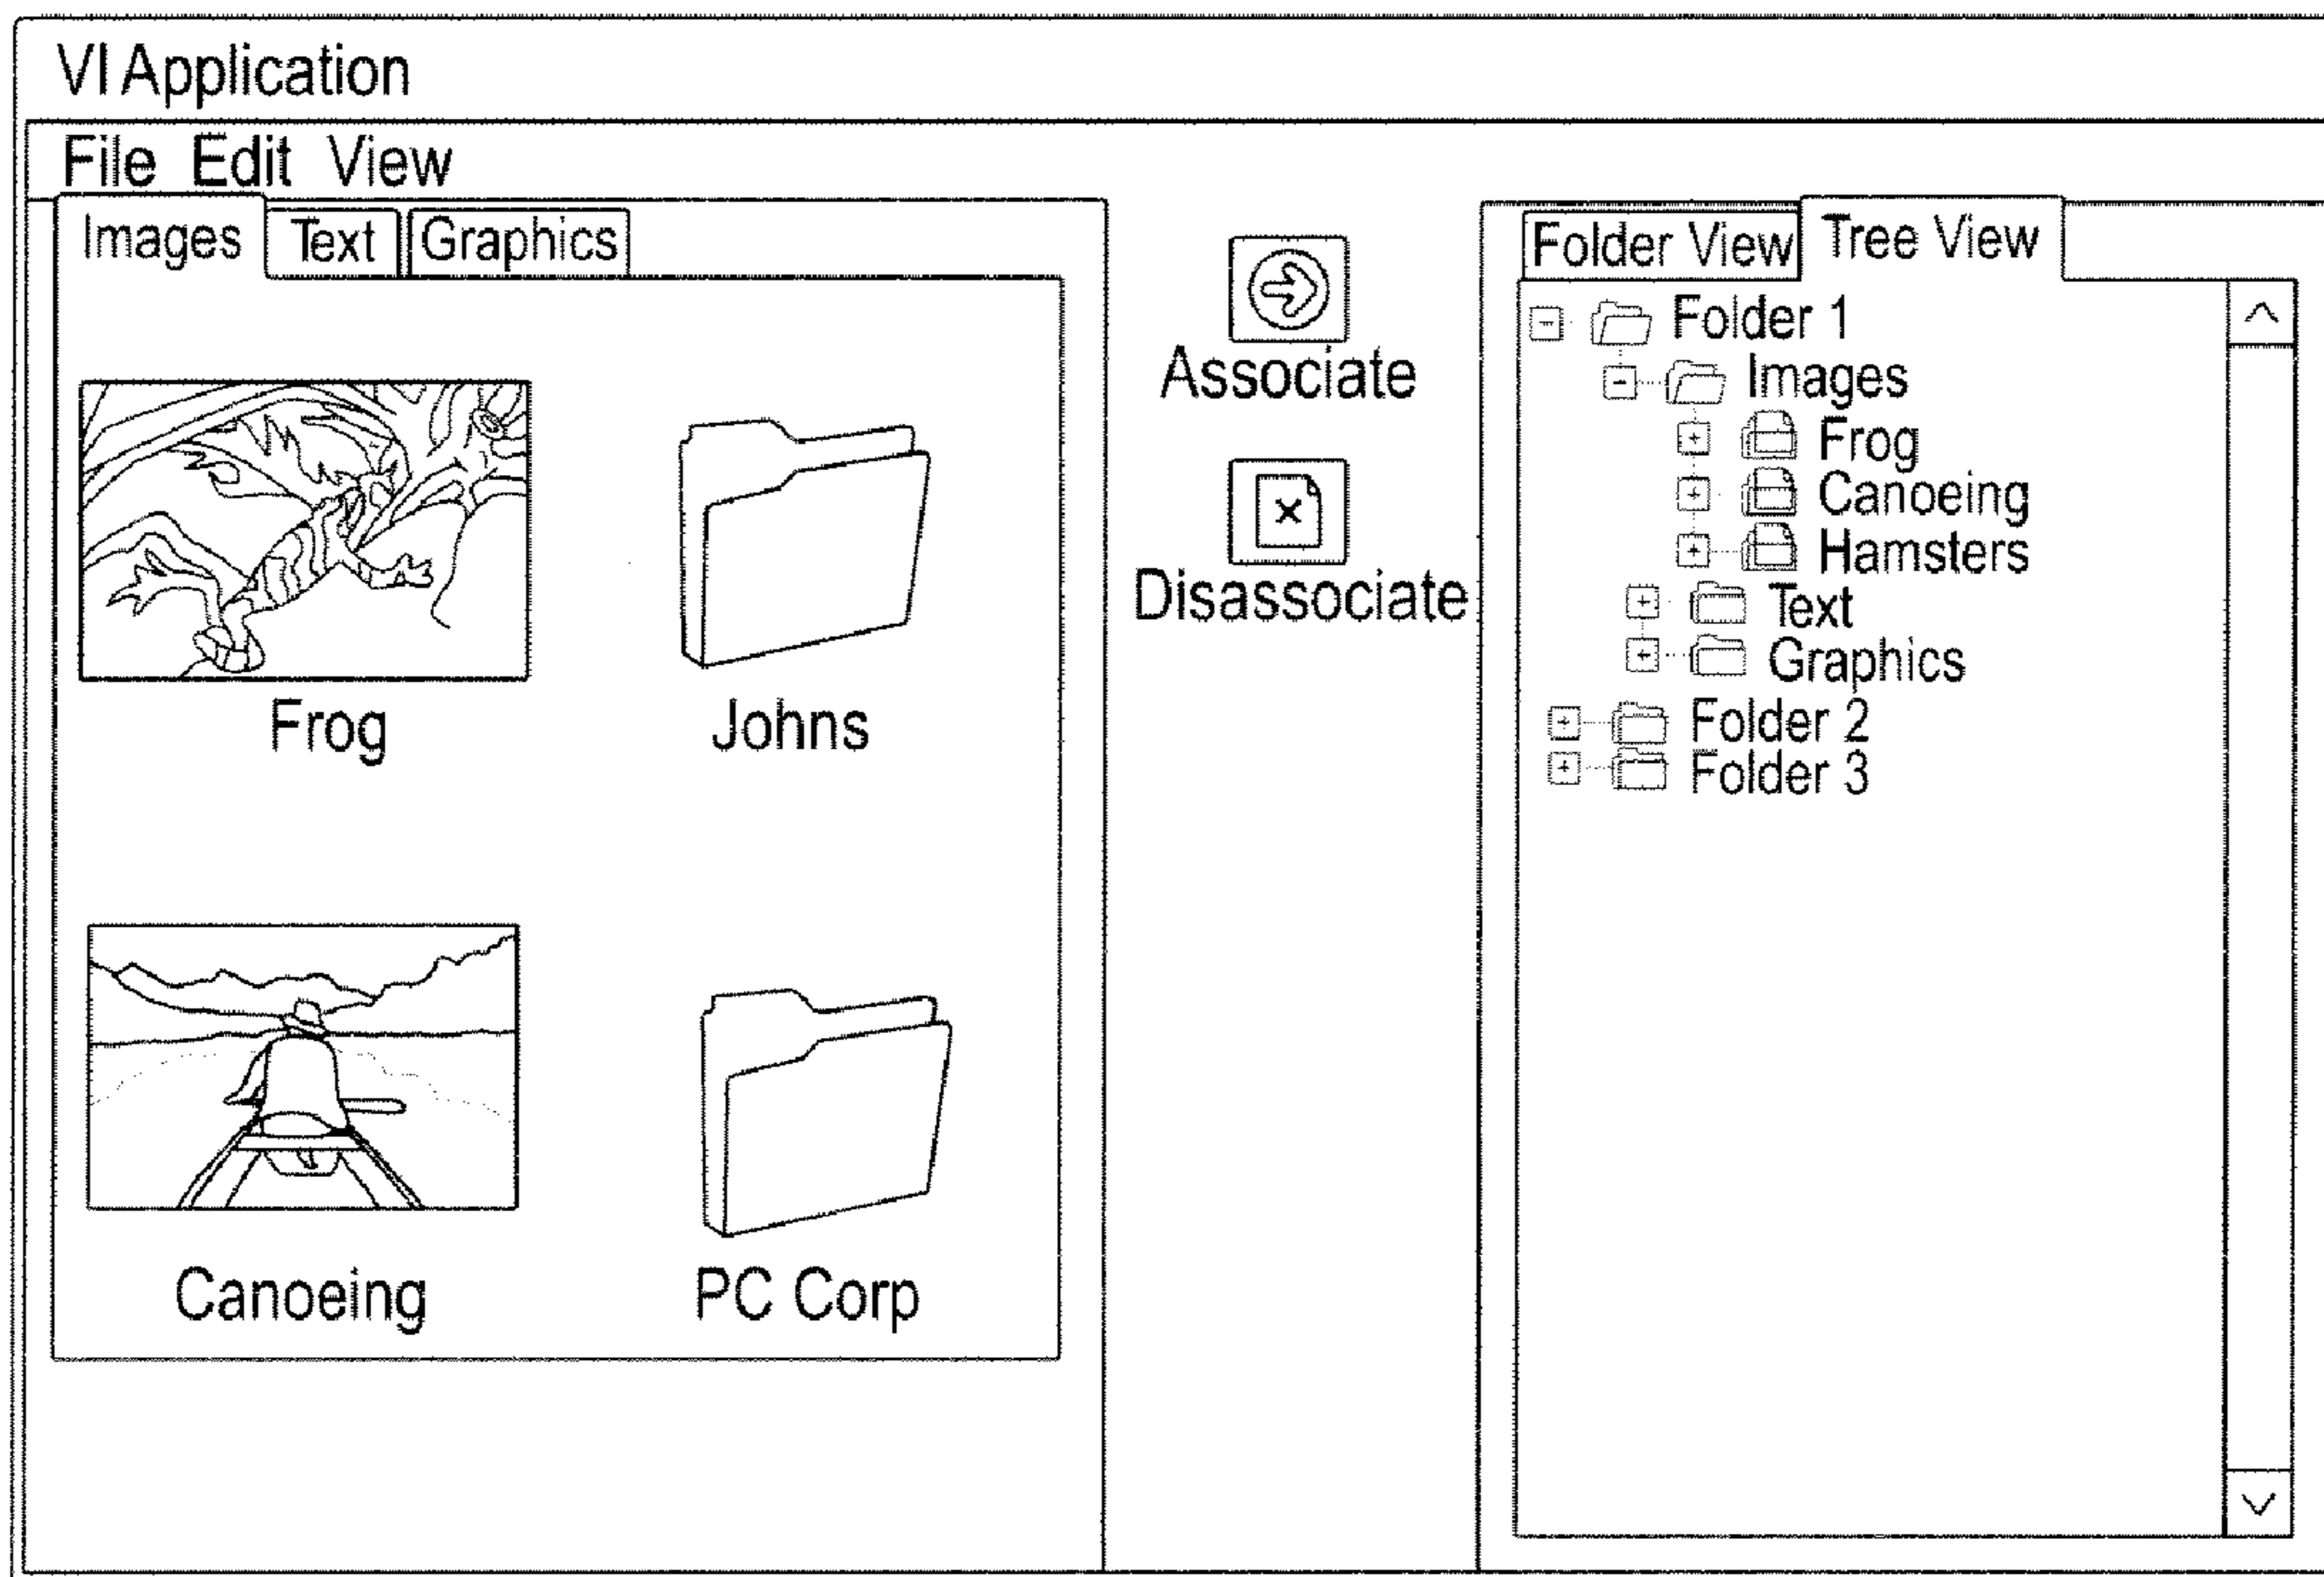 VI Application
File Edit View
Images Text Graphics
Frog
Johns
Canoeing
PC Corp
Associate
Disassociate
Folder View Tree View
Folder 1
Images
Frog
Canoeing
Hamsters
Text
Graphics
Folder 2
Folder 3